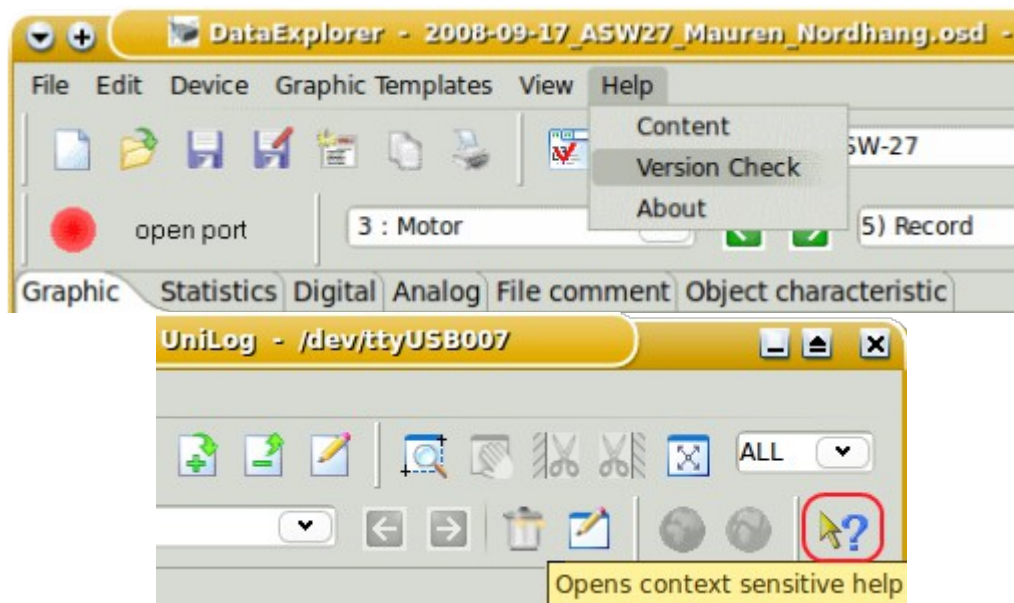 DataExplorer - 2008-09-17_ASW27_Mauren_Nordhang.osd -
File Edit Device Graphic Templates View Help
Content
SW-27
Version Check
About
open port 3 : Motor 5) Record
Graphic Statistics Digital Analog File comment Object characteristic
UniLog - /dev/ttyUSB007
ALL
Opens context sensitive help